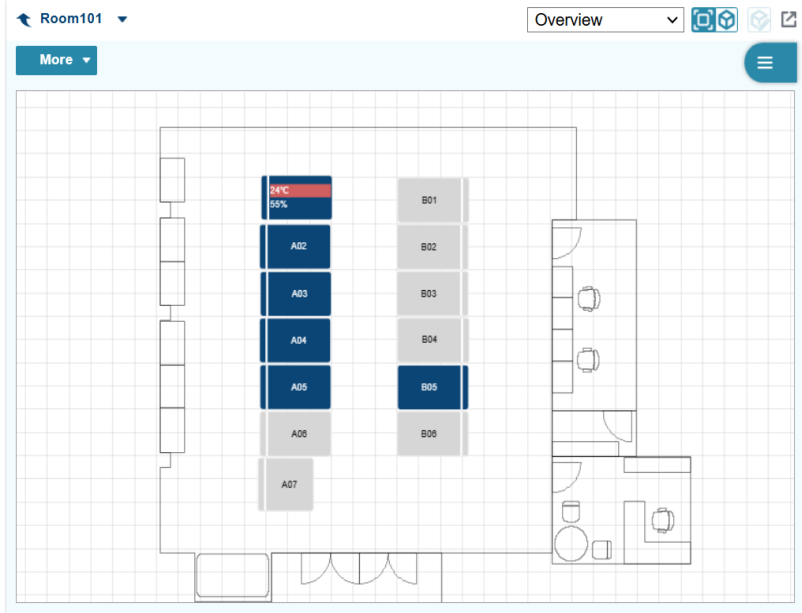 Room101
Overview
More
24℃
55%
B01
A02
B02
A03
B03
A04
B04
A05
B05
A06
B06
A07